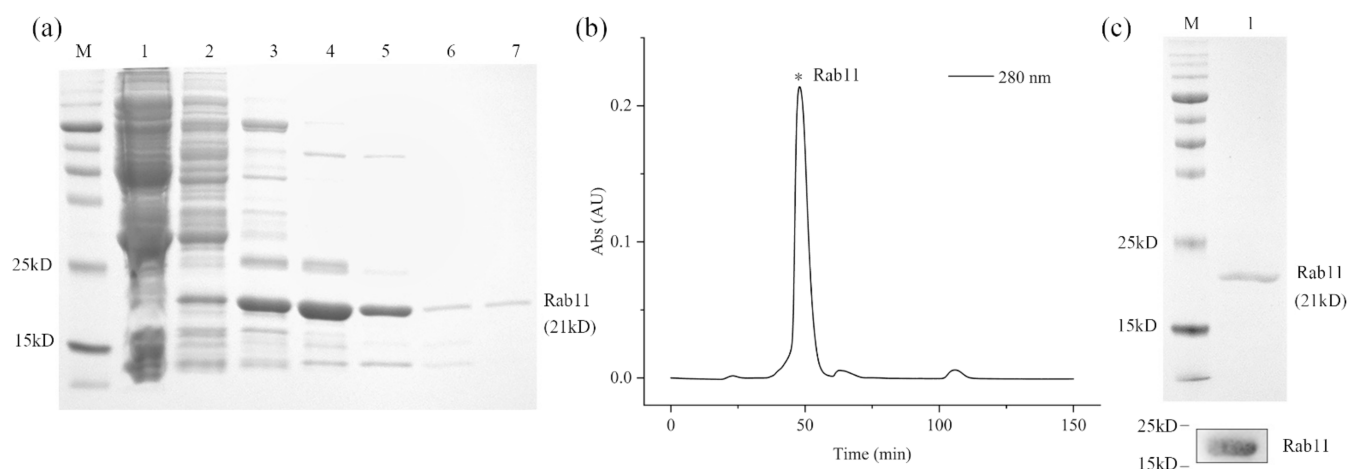 (a)
M 1 2 3 4 5 6 7
25kD
15kD
Rab11
(21kD)
(b)
* Rab11
280 nm
0.2
0.1
0.0
Abs (AU)
0 50 100 150
Time (min)
(c)
M 1
25kD
15kD
Rab11
(21kD)
25kD
15kD
Rab11